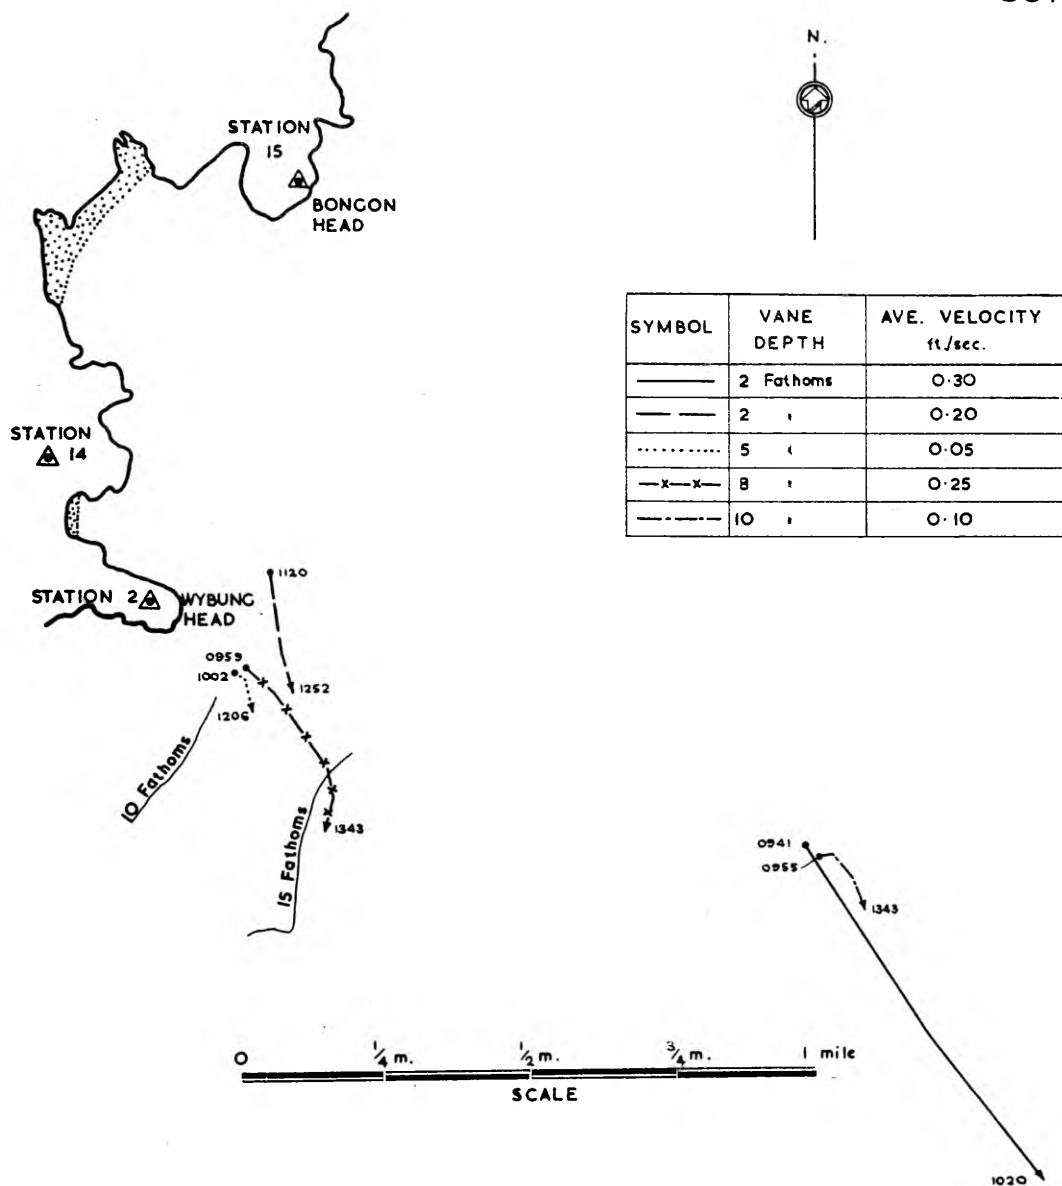 N.
STATION
15
BONGON
HEAD
SYMBOL VANE DEPTH AVE. VELOCITY ft./sec.
2 Fathoms 0·30
2 " 0·20
5 " 0·05
8 " 0·25
10 " 0·10
STATION
14
STATION 2
WYBUNG
HEAD
1120
0959
1002
1252
1206
10 Fathoms
15 Fathoms
1343
0941
0955
1343
0 1/4 m. 1/2 m. 3/4 m. 1 mile
SCALE
1020